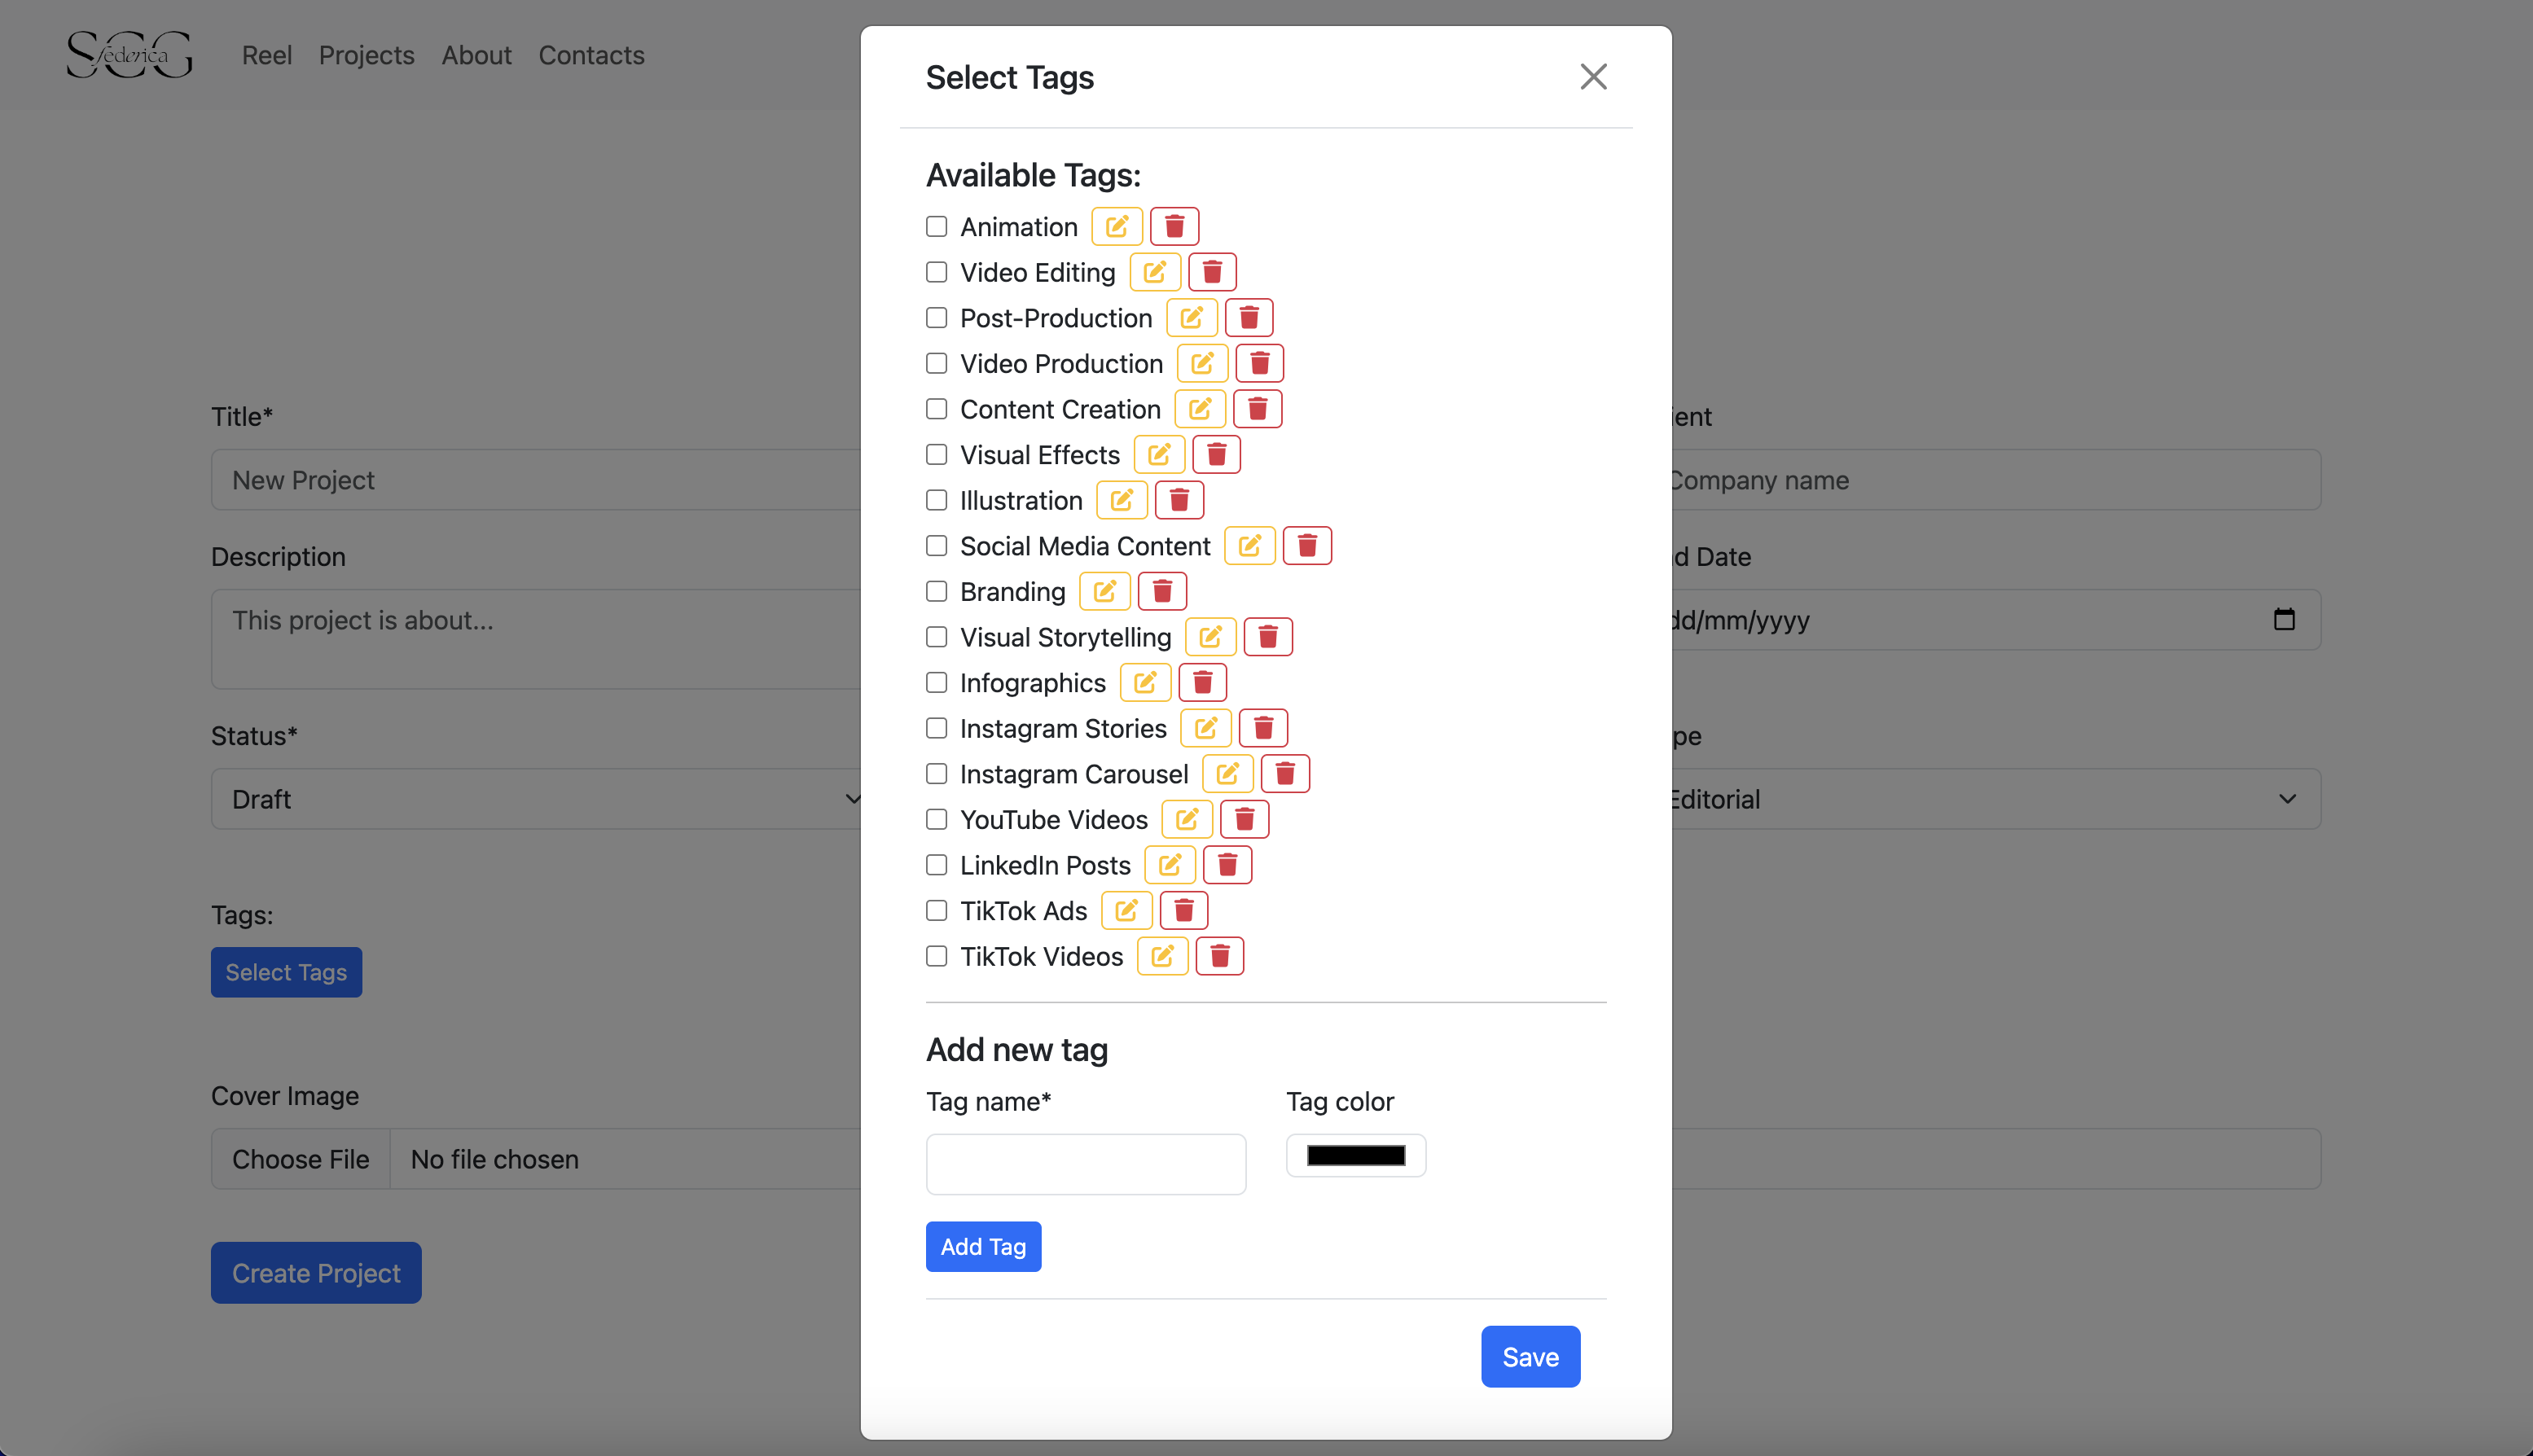 SCG federica
Reel Projects About Contacts
Select Tags
Available Tags:
Animation
Video Editing
Post-Production
Video Production
Content Creation
Visual Effects
Illustration
Social Media Content
Branding
Visual Storytelling
Infographics
Instagram Stories
Instagram Carousel
YouTube Videos
LinkedIn Posts
TikTok Ads
TikTok Videos
Add new tag
Tag name* Tag color
Add Tag
Save
Title*
New Project
Description
This project is about...
Status*
Draft
Tags:
Select Tags
Cover Image
Choose File No file chosen
Create Project
ient
Company name
d Date
dd/mm/yyyy
pe
Editorial